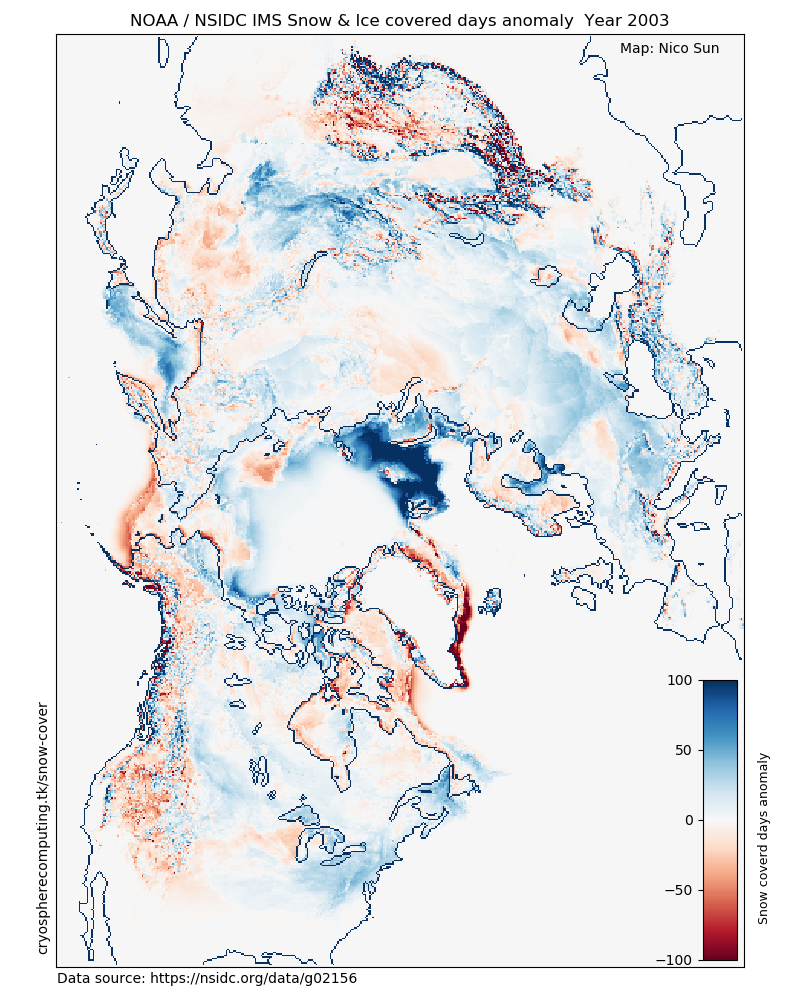 NOAA / NSIDC IMS Snow & Ice covered days anomaly  Year 2003
Map: Nico Sun
100
50
0
−50
−100
Snow coverd days anomaly
cryospherecomputing.tk/snow-cover
Data source: https://nsidc.org/data/g02156